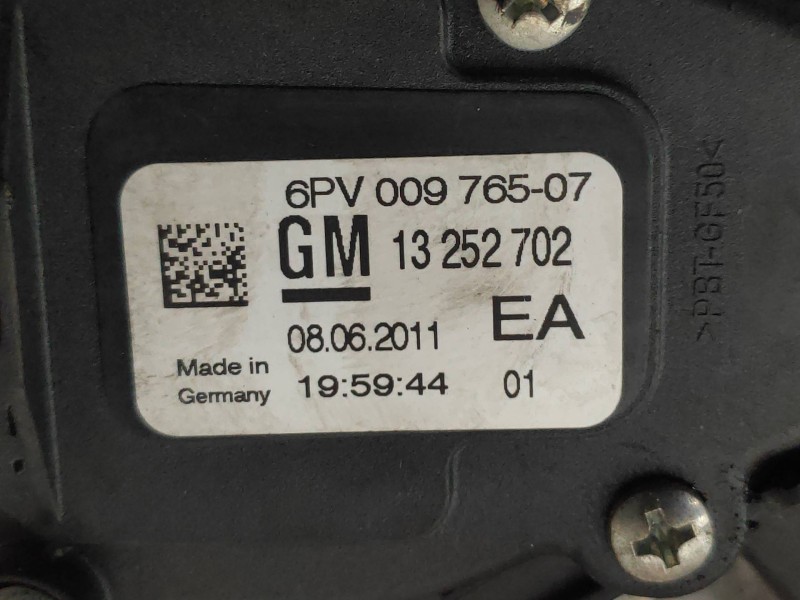 6PV 009 765-07
GM 13 252 702
EA
08.06.2011
Made in
Germany
19:59:44
01
>PBT-GF50<